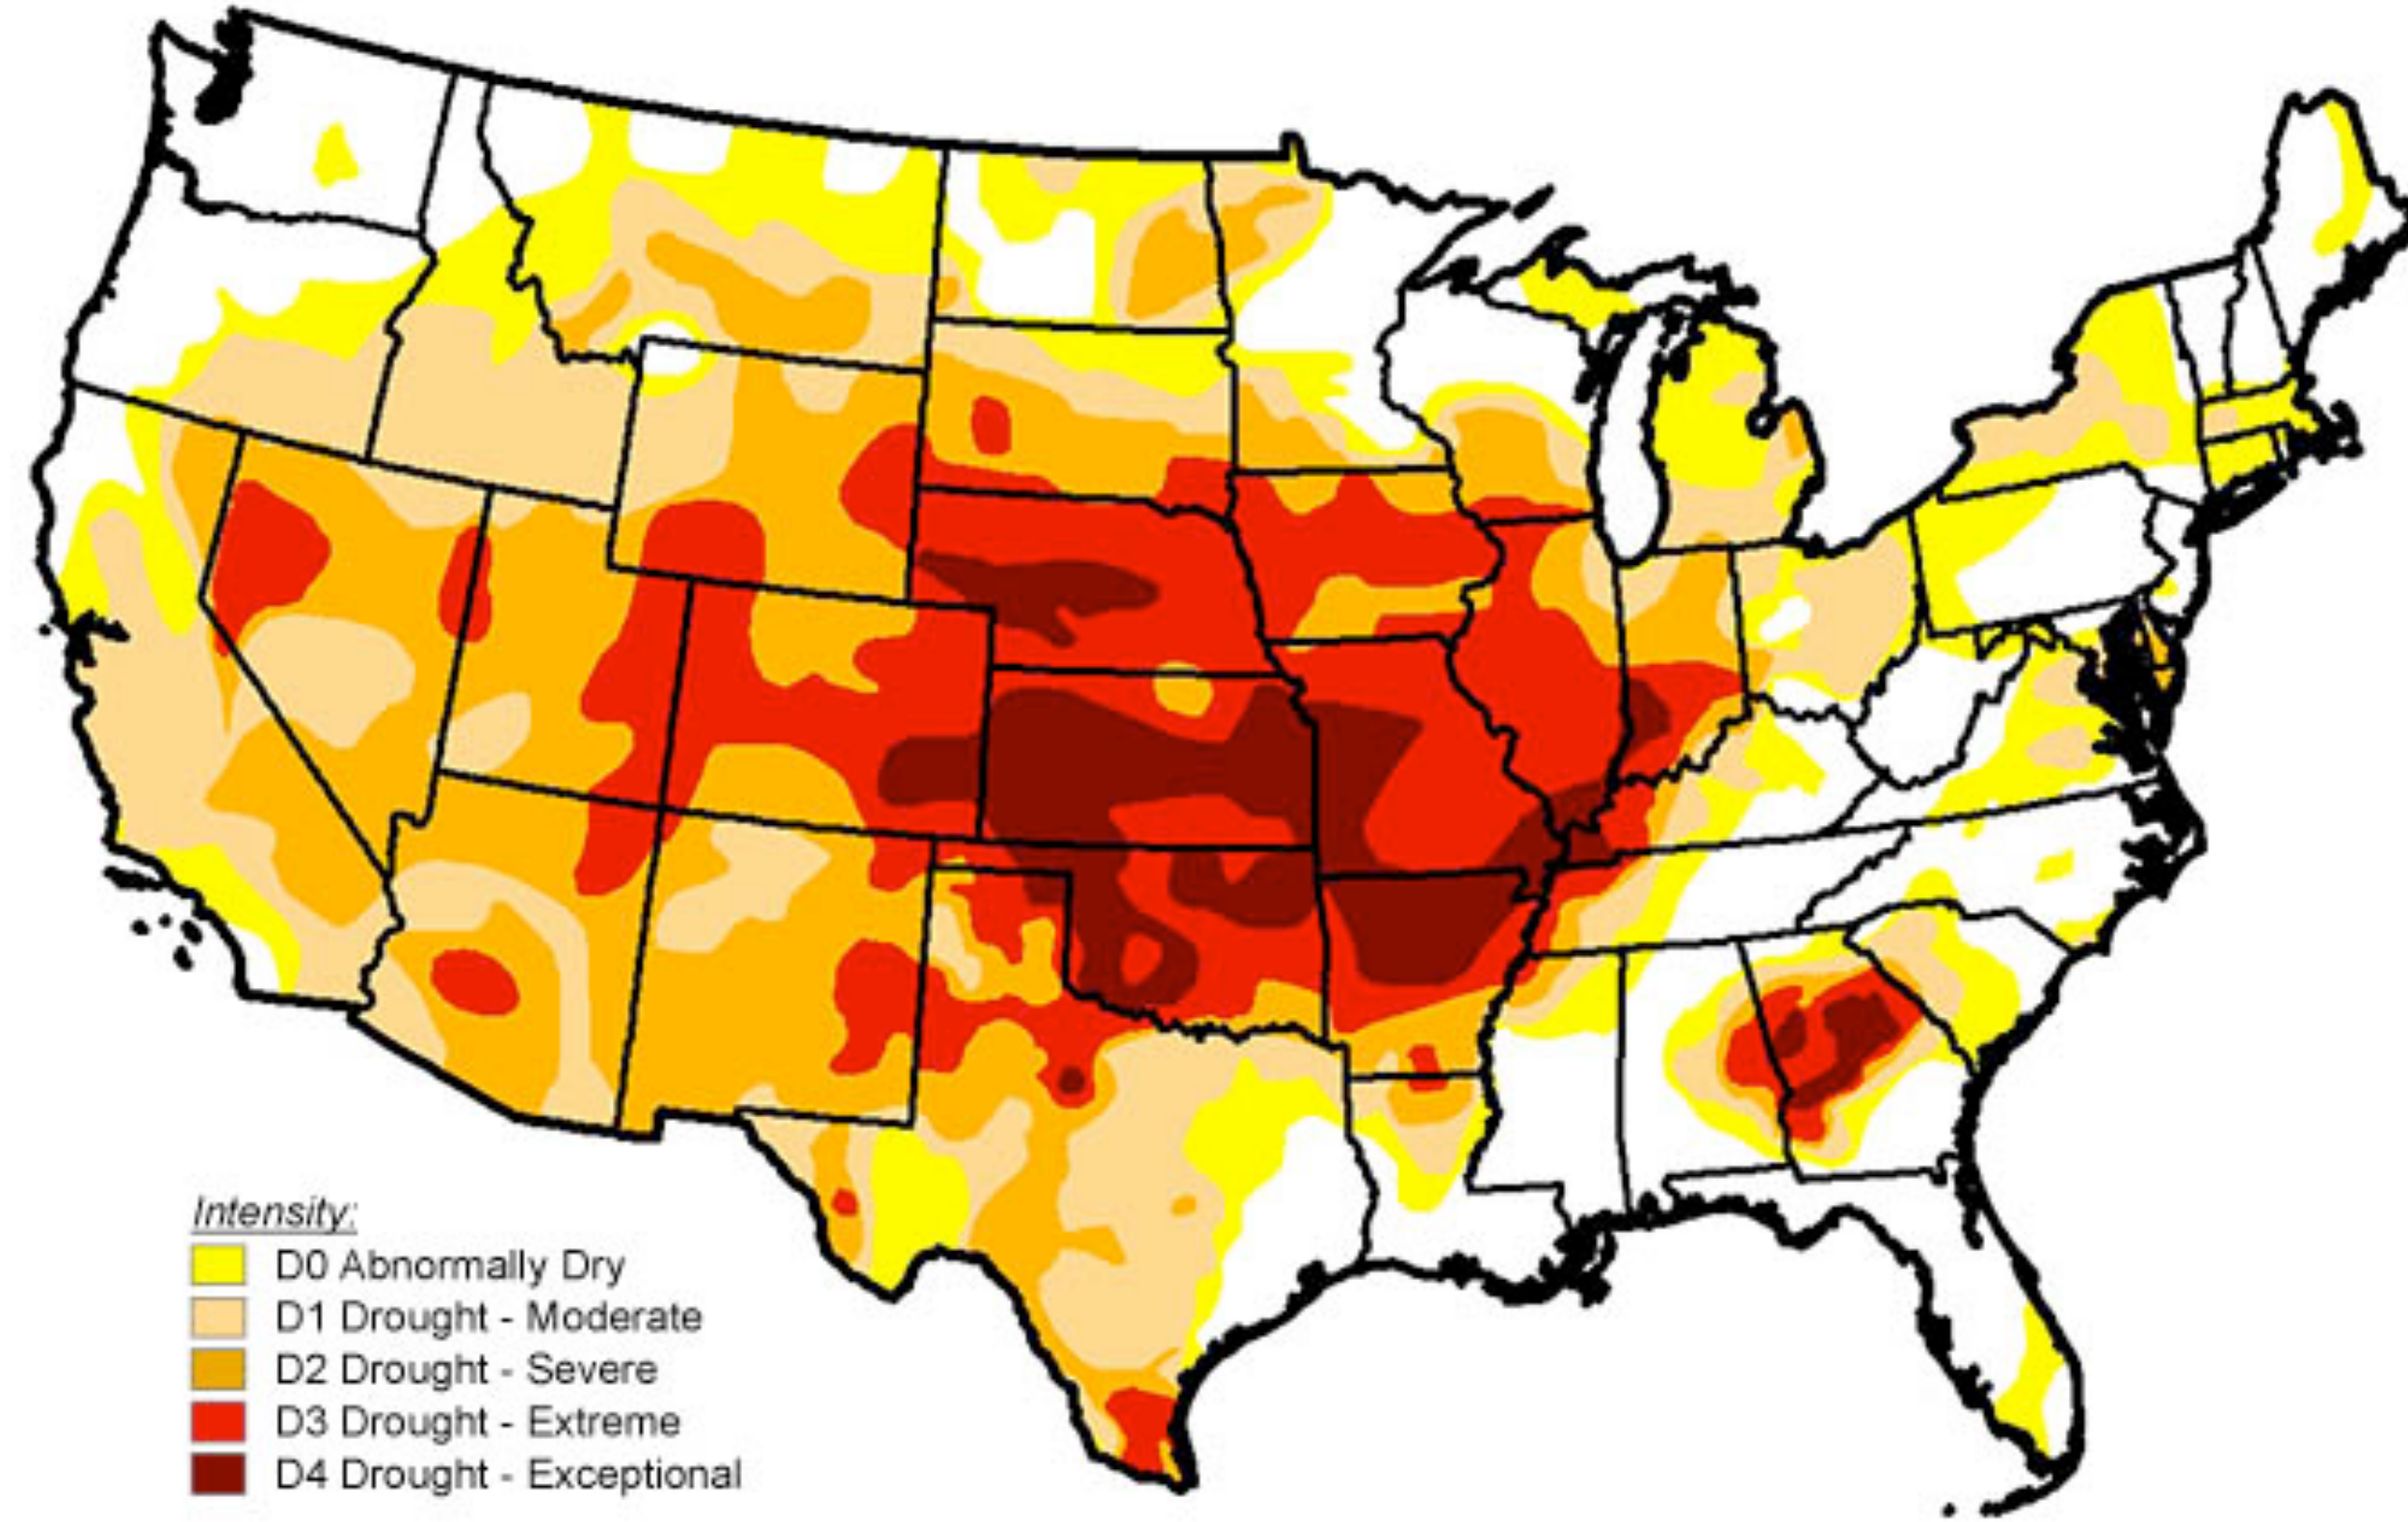 Intensity:
D0 Abnormally Dry
D1 Drought - Moderate
D2 Drought - Severe
D3 Drought - Extreme
D4 Drought - Exceptional